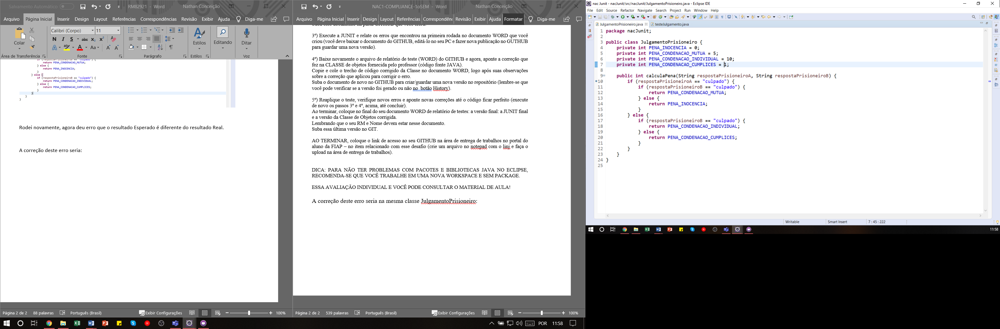 Salvamento Automático
RM82921 - Word
Nathan Conceição
Arquivo Página Inicial Inserir Design Layout Referências Correspondências Revisão Exibir Ajuda Diga-me
Colar
Calibri (Corpo) 11
N I S abc x₂ x²
A aby A Aa A A
Estilos
Editando
Ditar
Área de Transferência Fonte Parágrafo Estilos Voz
if (respostaPrisioneiroB == "culpado") {
return PENA_CONDENACAO_MUTUA;
} else {
return PENA_INOCENCIA;
}
} else {
if (respostaPrisioneiroB == "culpado") {
return PENA_CONDENACAO_INDIVIDUAL;
} else {
return PENA_CONDENACAO_CUMPLICES;
}
}
}
}
Rodei novamente, agora deu erro que o resultado Esperado é diferente do resultado Real.
A correção deste erro seria:
Página 2 de 2 88 palavras Português (Brasil) Exibir Configurações 100%
NAC1-COMPLIANCE-1oSEM - Word
Nathan Conceição
Arquivo Página Inicial Inserir Design Layout Referências Correspondênc Revisão Exibir Ajuda Formatar Diga-me
Suba esse documento na pasta GITHUB que você criou.
3º) Execute a JUNIT e relate os erros que encontrou na primeira rodada no documento WORD que você
criou (você deve baixar o documento do GITHUB, editá-lo no seu PC e fazer nova publicação no GUTHUB
para guardar uma nova versão).
4º) Baixe novamente o arquivo de relatório de teste (WORD) do GITHUB e agora, aponte a correção que
fez na CLASSE de objetos fornecida pelo professor (código fonte JAVA).
Copie e cole o trecho de código corrigido da Classe no documento WORD, logo após suas observações
sobre a correção que aplicou para corrigir o erro.
Suba o documento de novo no GITHUB para criar/guardar uma nova versão no repositório (lembre-se que
você pode verificar se a versão foi gerado ou não no botão History).
5º) Reaplique o teste, verifique novos erros e aponte novas correções até o código ficar perfeito (execute
de novo os passos 3º e 4º, acima, até concluir).
Ao terminar, coloque no final do seu documento WORD de relatório de testes: a versão final: a JUNIT final
e a versão da Classe de Objetos corrigida.
Lembrando que o seu RM e Nome devem estar nesse documento.
Suba essa última versão no GIT.
AO TERMINAR, coloque o link de acesso ao seu GITHUB na área de entrega de trabalhos no portal do
aluno da FIAP – no item relacionado com esse desafio (crie um arquivo no notepad com o linj e faça o
upload na área de entrega de trabalhos).
DICA: PARA NÃO TER PROBLEMAS COM PACOTES E BIBLIOTECAS JAVA NO ECLIPSE,
RECOMENDA-SE QUE VOCÊ TRABALHE EM UMA NOVA WORKSPACE E SEM PACKAGE.
ESSA AVALIAÇÃO INDIVIDUAL E VOCÊ PODE CONSULTAR O MATERIAL DE AULA!
A correção deste erro seria na mesma classe JulgamentoPrisioneiro:
Página 2 de 2 539 palavras Português (Brasil) Exibir Configurações 100%
POR 11:58
nac Junit - nacJunit/src/nacJunit/JulgamentoPrisioneiro.java - Eclipse IDE
File Edit Source Refactor Navigate Search Project Run Window Help
JulgamentoPrisioneiro.java testeJulgamento.java
1 package nacJunit;
2
3 public class JulgamentoPrisioneiro {
4 private int PENA_INOCENCIA = 0;
5 private int PENA_CONDENACAO_MUTUA = 5;
6 private int PENA_CONDENACAO_INDIVIDUAL = 10;
7 private int PENA_CONDENACAO_CUMPLICES = 1;
8
9 public int calculaPena(String respostaPrisioneiroA, String respostaPrisioneiroB) {
10 if (respostaPrisioneiroA == "culpado") {
11 if (respostaPrisioneiroB == "culpado") {
12 return PENA_CONDENACAO_MUTUA;
13 } else {
14 return PENA_INOCENCIA;
15 }
16 } else {
17 if (respostaPrisioneiroB == "culpado") {
18 return PENA_CONDENACAO_INDIVIDUAL;
19 } else {
20 return PENA_CONDENACAO_CUMPLICES;
21 }
22 }
23 }
24 }
25
Writable Smart Insert 7 : 45 : 222
11:58